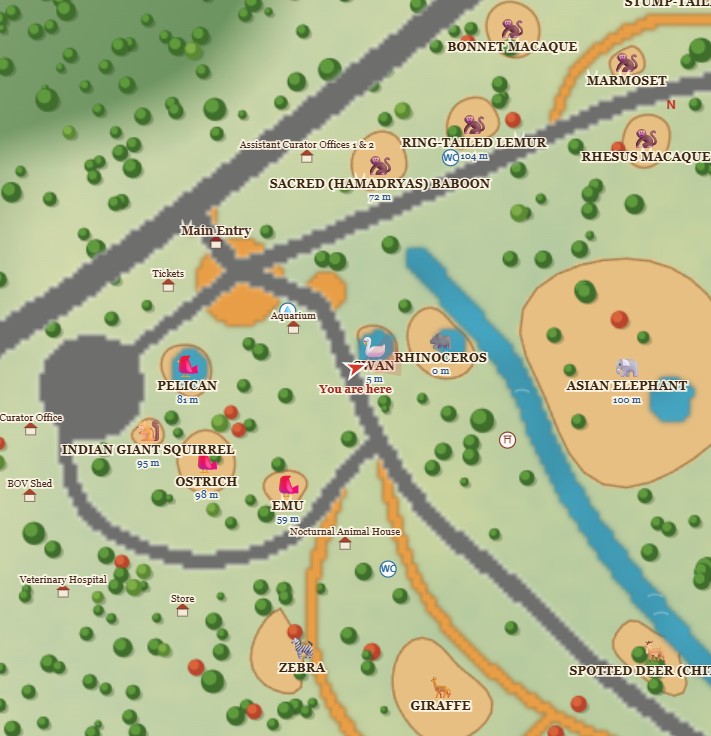 STUMP-TAIL
BONNET MACAQUE
MARMOSET
N
Assistant Curator Offices 1 & 2
RING-TAILED LEMUR
WC 104 m
RHESUS MACAQUE
SACRED (HAMADRYAS) BABOON
72 m
Main Entry
Tickets
Aquarium
SWAN
5 m
RHINOCEROS
0 m
You are here
PELICAN
81 m
ASIAN ELEPHANT
100 m
Curator Office
INDIAN GIANT SQUIRREL
95 m
OSTRICH
98 m
BOV Shed
EMU
59 m
Nocturnal Animal House
WC
Veterinary Hospital
Store
ZEBRA
SPOTTED DEER (CHIT
GIRAFFE